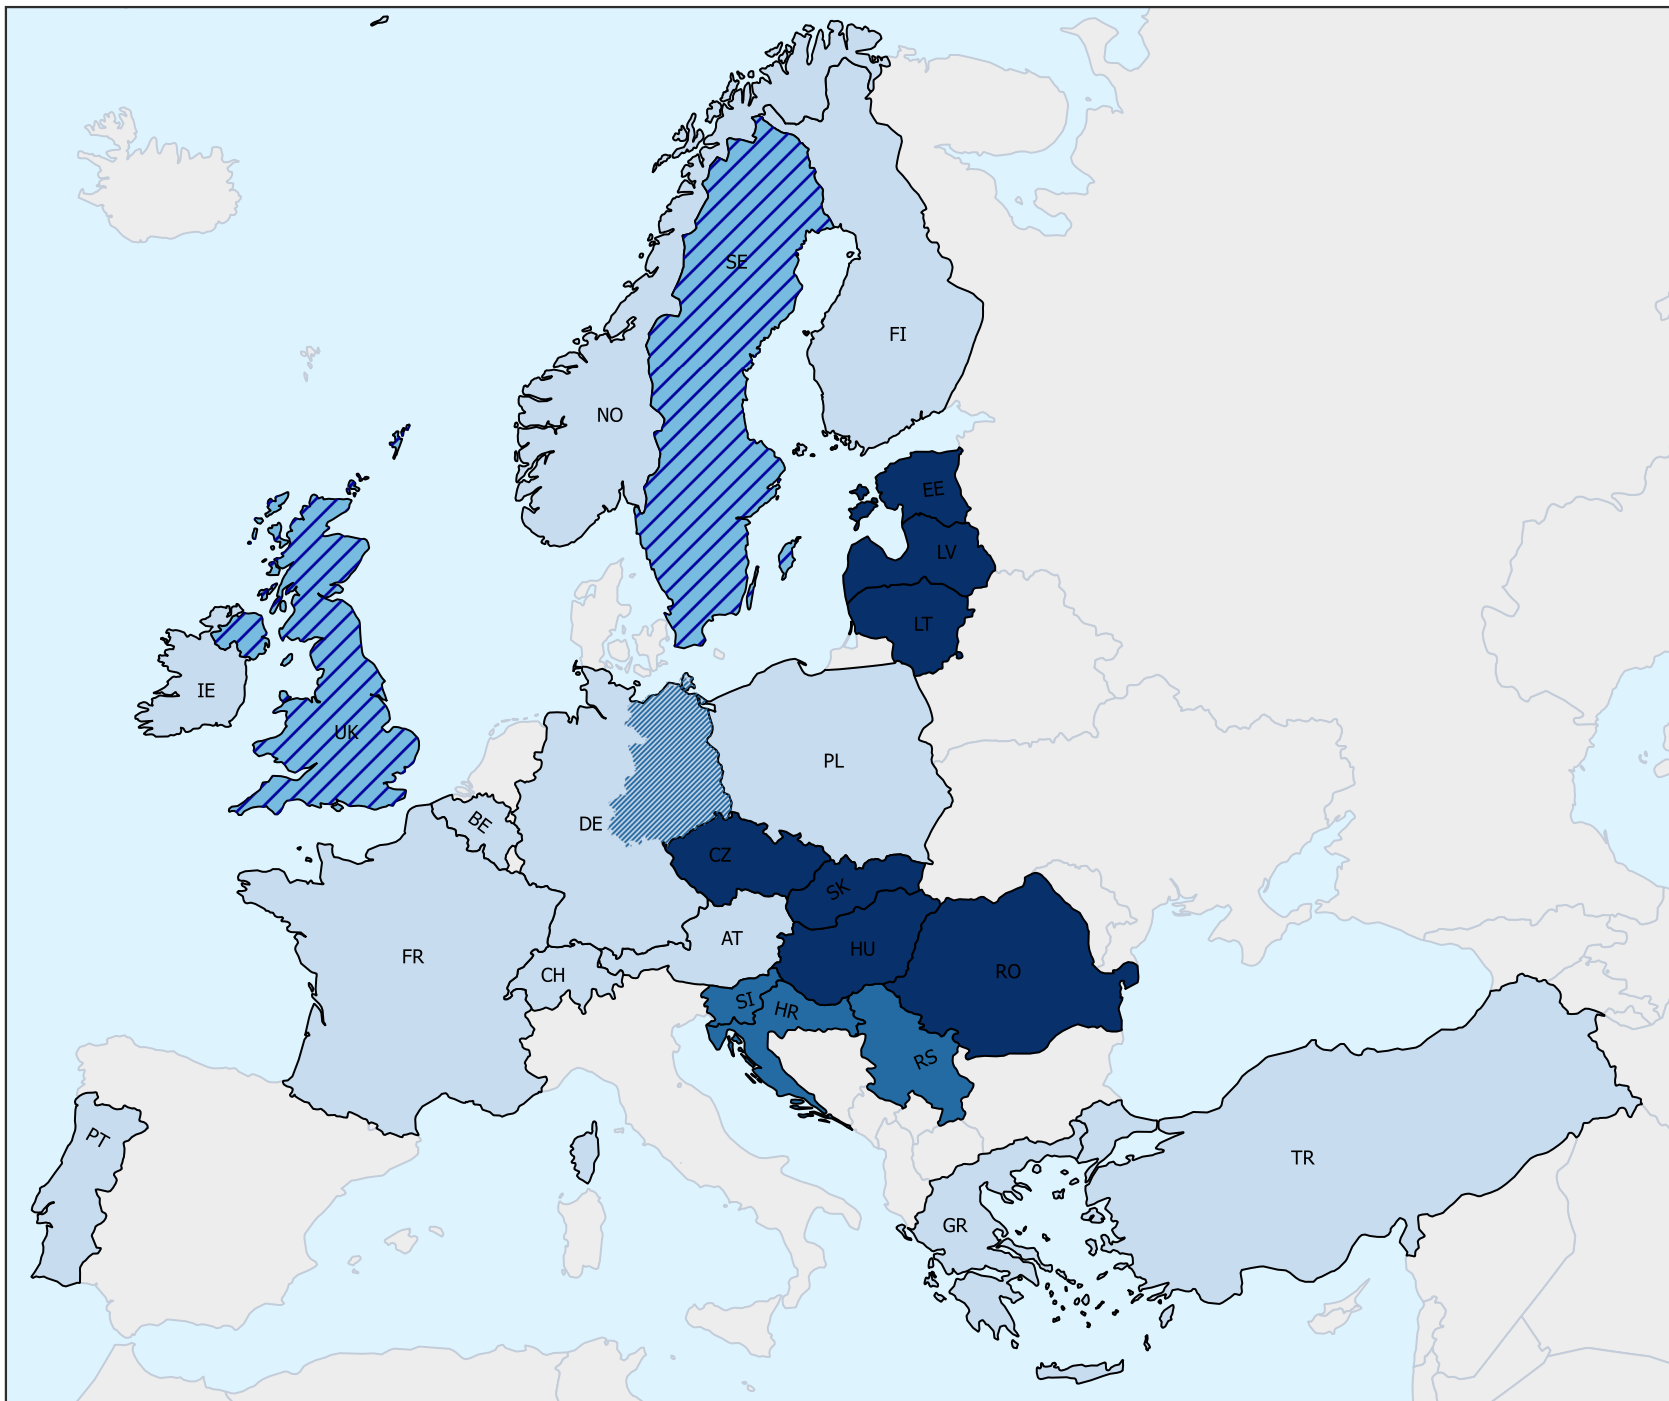 SE
FI
NO
EE
LV
LT
IE
UK
PL
DE
BE
CZ
SK
AT
HU
FR
CH
RO
SI
HR
RS
PT
TR
GR